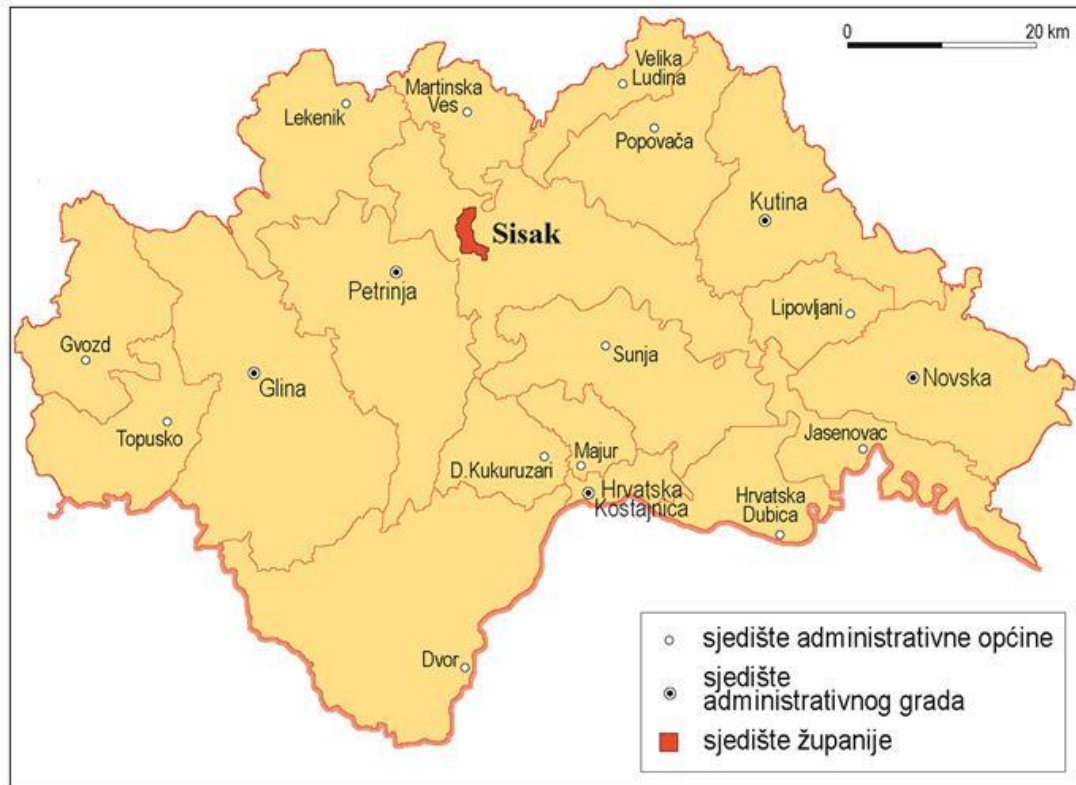 0 20 km
Velika
Ludina
Martinska
Ves
Lekenik
Popovača
Kutina
Sisak
Petrinja
Lipovljani
Gvozd
Sunja
Glina
Novska
Topusko
Jasenovac
D.Kukuruzari
Majur
Hrvatska
Kostajnica
Hrvatska
Dubica
Dvor
sjedište administrativne općine
sjedište
administrativnog grada
sjedište županije